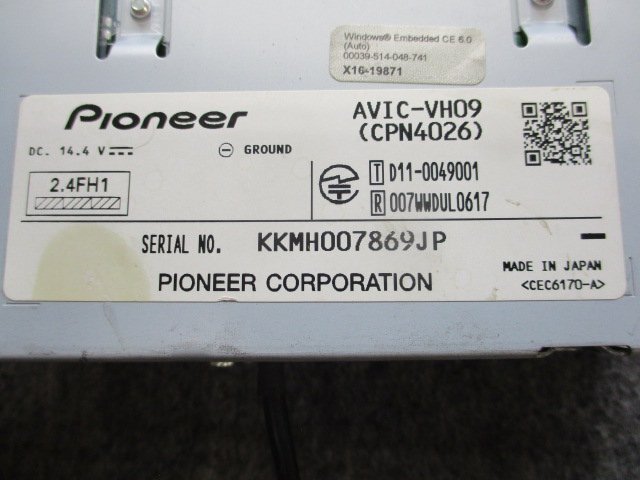 Windows® Embedded CE 6.0
(Auto)
00039-514-048-741
X16-19871
Pioneer
AVIC-VH09
(CPN4026)
DC. 14.4 V
GROUND
2.4FH1
T D11-0049001
R 007WWDUL0617
SERIAL NO. KKMH007869JP
PIONEER CORPORATION
MADE IN JAPAN
<CEC6170-A>